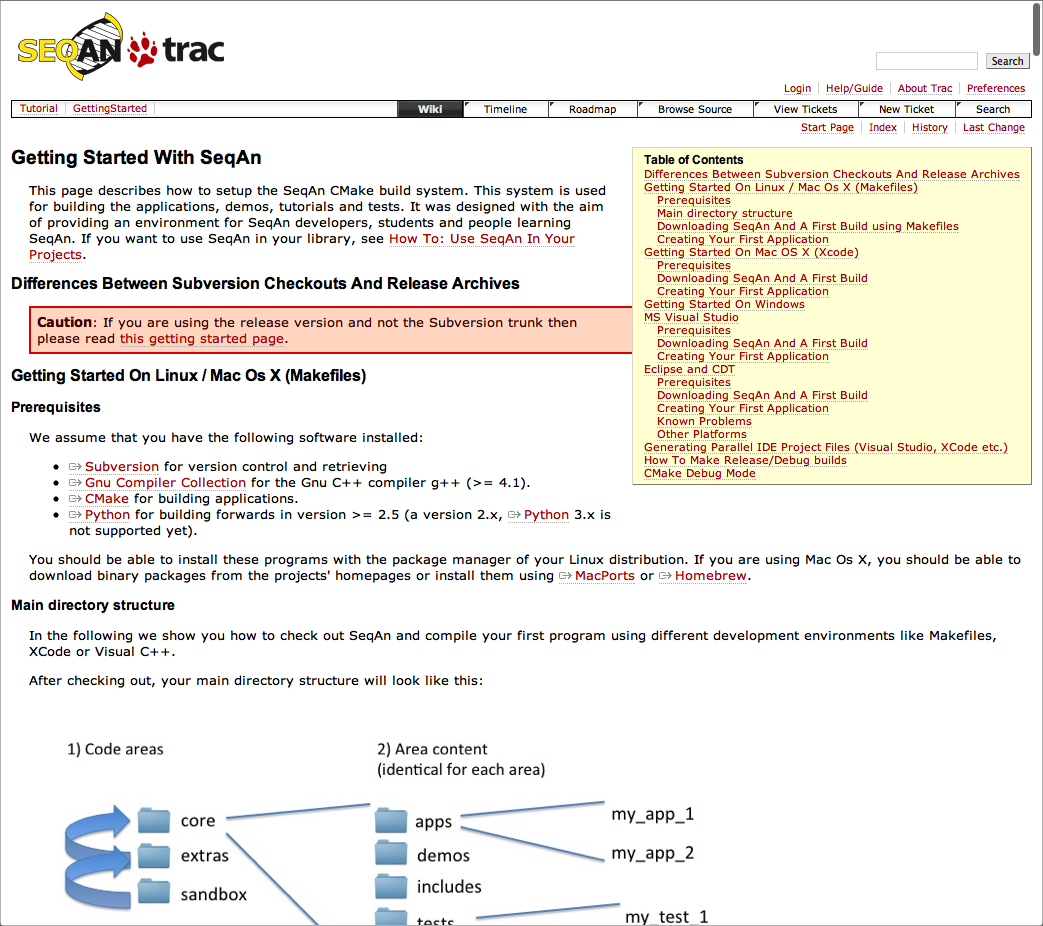 SEQAN trac
Search
Login Help/Guide About Trac Preferences
Tutorial GettingStarted Wiki Timeline Roadmap Browse Source View Tickets New Ticket Search
Start Page Index History Last Change
Getting Started With SeqAn
This page describes how to setup the SeqAn CMake build system. This system is used
for building the applications, demos, tutorials and tests. It was designed with the aim
of providing an environment for SeqAn developers, students and people learning
SeqAn. If you want to use SeqAn in your library, see How To: Use SeqAn In Your
Projects.
Table of Contents
Differences Between Subversion Checkouts And Release Archives
Getting Started On Linux / Mac Os X (Makefiles)
Prerequisites
Main directory structure
Downloading SeqAn And A First Build using Makefiles
Creating Your First Application
Getting Started On Mac OS X (Xcode)
Prerequisites
Downloading SeqAn And A First Build
Creating Your First Application
Getting Started On Windows
MS Visual Studio
Prerequisites
Downloading SeqAn And A First Build
Creating Your First Application
Eclipse and CDT
Prerequisites
Downloading SeqAn And A First Build
Creating Your First Application
Known Problems
Other Platforms
Generating Parallel IDE Project Files (Visual Studio, XCode etc.)
How To Make Release/Debug builds
CMake Debug Mode
Differences Between Subversion Checkouts And Release Archives
Caution: If you are using the release version and not the Subversion trunk then
please read this getting started page.
Getting Started On Linux / Mac Os X (Makefiles)
Prerequisites
We assume that you have the following software installed:
Subversion for version control and retrieving
Gnu Compiler Collection for the Gnu C++ compiler g++ (>= 4.1).
CMake for building applications.
Python for building forwards in version >= 2.5 (a version 2.x, Python 3.x is
not supported yet).
You should be able to install these programs with the package manager of your Linux distribution. If you are using Mac Os X, you should be able to
download binary packages from the projects' homepages or install them using MacPorts or Homebrew.
Main directory structure
In the following we show you how to check out SeqAn and compile your first program using different development environments like Makefiles,
XCode or Visual C++.
After checking out, your main directory structure will look like this:
1) Code areas
2) Area content
(identical for each area)
core
extras
sandbox
apps
demos
includes
tests
my_app_1
my_app_2
my_test_1